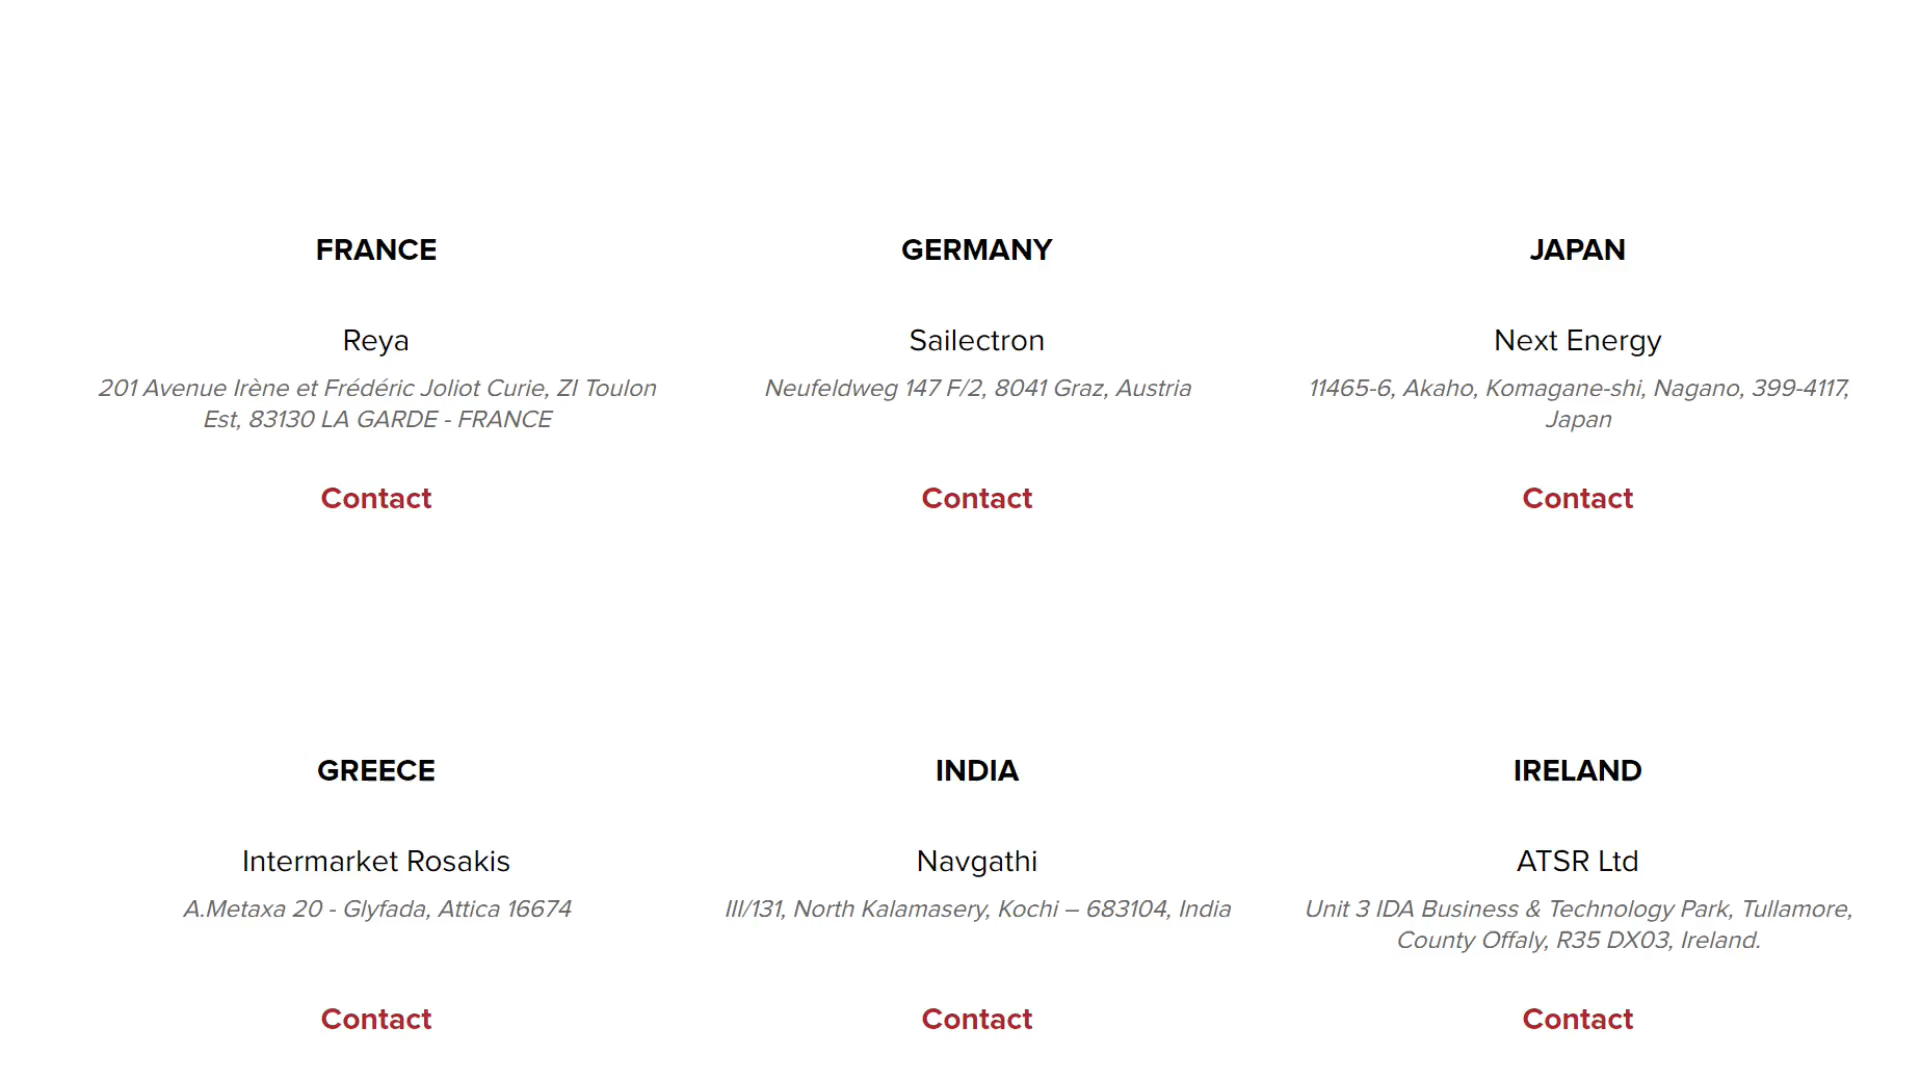 FRANCE
Reya
201 Avenue Irène et Frédéric Joliot Curie, ZI Toulon
Est, 83130 LA GARDE - FRANCE
Contact
GERMANY
Sailectron
Neufeldweg 147 F/2, 8041 Graz, Austria
Contact
JAPAN
Next Energy
11465-6, Akaho, Komagane-shi, Nagano, 399-4117,
Japan
Contact
GREECE
Intermarket Rosakis
A.Metaxa 20 - Glyfada, Attica 16674
Contact
INDIA
Navgathi
III/131, North Kalamasery, Kochi – 683104, India
Contact
IRELAND
ATSR Ltd
Unit 3 IDA Business & Technology Park, Tullamore,
County Offaly, R35 DX03, Ireland.
Contact